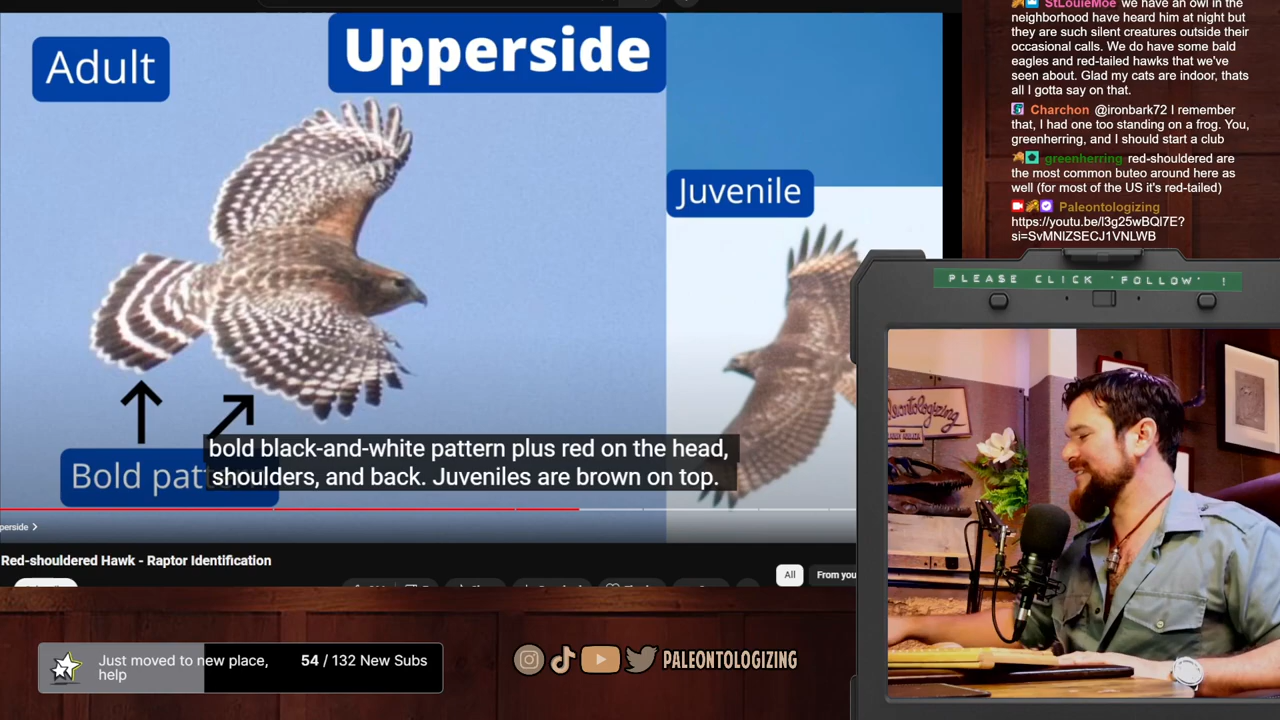 Adult
Upperside
Juvenile
Bold pat
bold black-and-white pattern plus red on the head,
shoulders, and back. Juveniles are brown on top.
perside >
Red-shouldered Hawk - Raptor Identification
All
From you
Just moved to new place,
help
54 / 132 New Subs
PALEONTOLOGIZING
StLouieMoe we have an owl in the
neighborhood have heard him at night but
they are such silent creatures outside their
occasional calls. We do have some bald
eagles and red-tailed hawks that we've
seen about. Glad my cats are indoor, thats
all I gotta say on that.
Charchon @ironbark72 I remember
that, I had one too standing on a frog. You,
greenherring, and I should start a club
greenherring red-shouldered are
the most common buteo around here as
well (for most of the US it's red-tailed)
Paleontologizing
https://youtu.be/l3g25wBQl7E?
si=SvMNlZSECJ1VNLWB
PLEASE CLICK 'FOLLOW' !
Paleontologizing